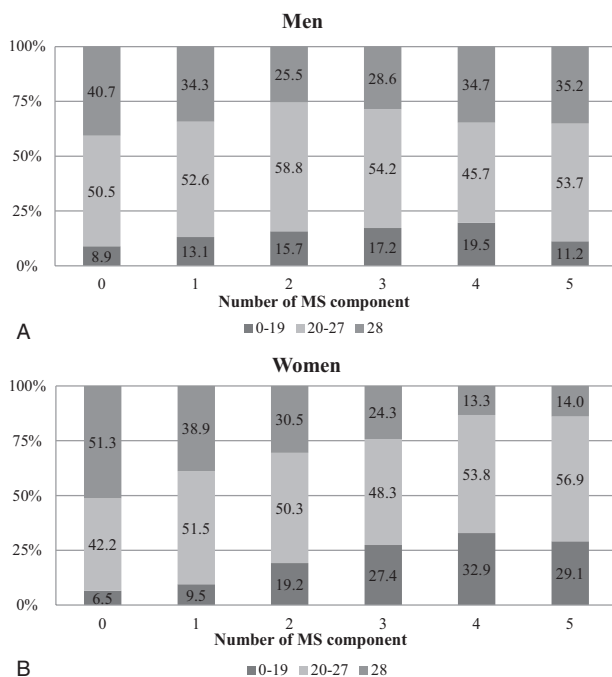 Men
100%
40.7 34.3 25.5 28.6 34.7 35.2
75%
50%
50.5 52.6 58.8 54.2 45.7 53.7
25%
8.9 13.1 15.7 17.2 19.5 11.2
0%
0 1 2 3 4 5
Number of MS component
A
0-19 20-27 28
Women
100%
51.3 38.9 30.5 24.3 13.3 14.0
75%
50%
42.2 51.5 50.3 48.3 53.8 56.9
25%
6.5 9.5 19.2 27.4 32.9 29.1
0%
0 1 2 3 4 5
Number of MS component
B
0-19 20-27 28